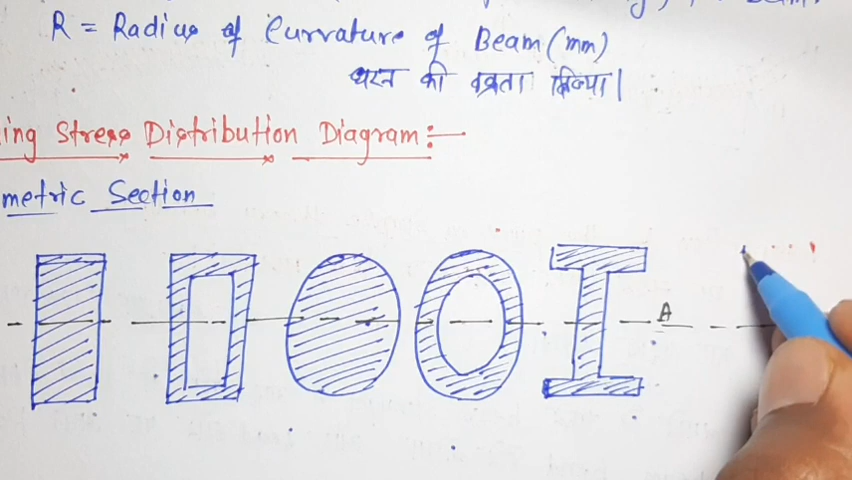 R = Radius of Curvature of Beam (mm)
धरन की वक्रता त्रिज्या |
ing Stress Distribution Diagram:-
metric Section
A